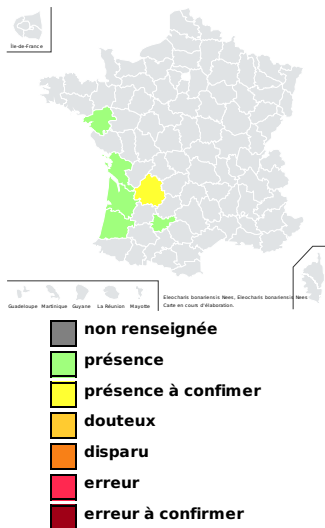 Île-de-France
Guadeloupe Martinique Guyane La Réunion Mayotte
Eleocharis bonariensis Nees, Eleocharis bonariensis Nees
Carte en cours d'élaboration.
non renseignée
présence
présence à confimer
douteux
disparu
erreur
erreur à confirmer